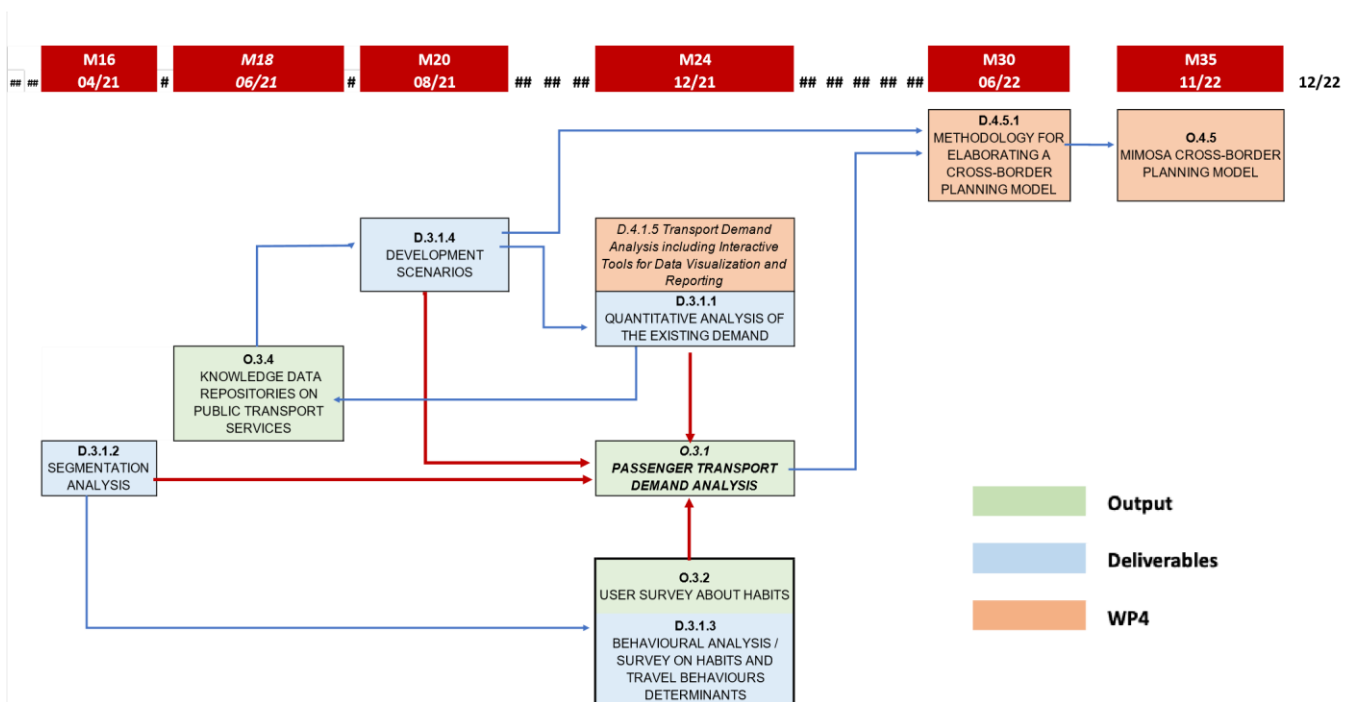 M16
04/21
M18
06/21
M20
08/21
M24
12/21
M30
06/22
M35
11/22
12/22
## ##
#
#
## ## ##
## ## ## ## ##
D.4.5.1
METHODOLOGY FOR
ELABORATING A
CROSS-BORDER
PLANNING MODEL
O.4.5
MIMOSA CROSS-BORDER
PLANNING MODEL
D.3.1.4
DEVELOPMENT
SCENARIOS
D.4.1.5 Transport Demand
Analysis including Interactive
Tools for Data Visualization and
Reporting
D.3.1.1
QUANTITATIVE ANALYSIS OF
THE EXISTING DEMAND
O.3.4
KNOWLEDGE DATA
REPOSITORIES ON
PUBLIC TRANSPORT
SERVICES
D.3.1.2
SEGMENTATION
ANALYSIS
O.3.1
PASSENGER TRANSPORT
DEMAND ANALYSIS
O.3.2
USER SURVEY ABOUT HABITS
D.3.1.3
BEHAVIOURAL ANALYSIS /
SURVEY ON HABITS AND
TRAVEL BEHAVIOURS
DETERMINANTS
Output
Deliverables
WP4